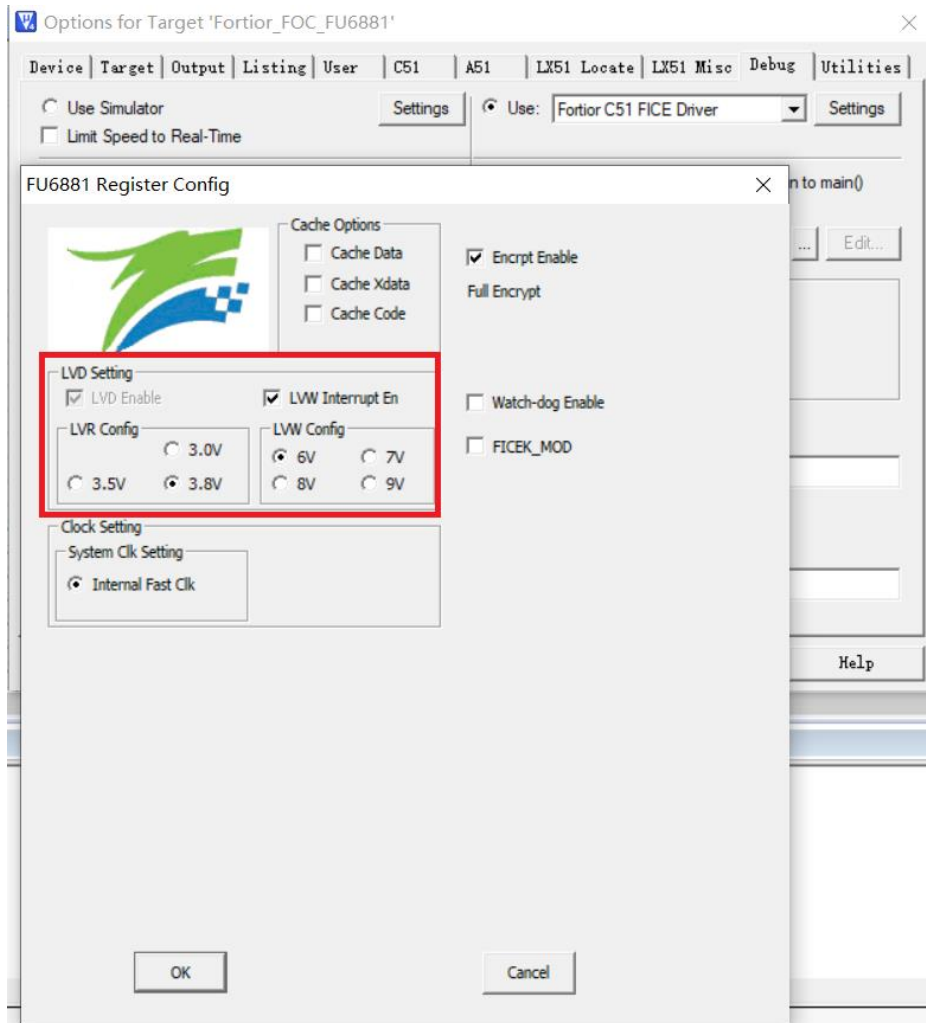 Options for Target 'Fortior_FOC_FU6881'
Device Target Output Listing User C51 A51 LX51 Locate LX51 Misc Debug Utilities
Use Simulator Settings Use: Fortior C51 FICE Driver Settings
Limit Speed to Real-Time
FU6881 Register Config
n to main()
Cache Options
Cache Data
Cache Xdata
Cache Code
Encrpt Enable
Full Encrypt
... Edit...
LVD Setting
LVD Enable LVW Interrupt En
LVR Config
3.0V
3.5V 3.8V
LVW Config
6V 7V
8V 9V
Watch-dog Enable
FICEK_MOD
Clock Setting
System Clk Setting
Internal Fast Clk
Help
OK Cancel